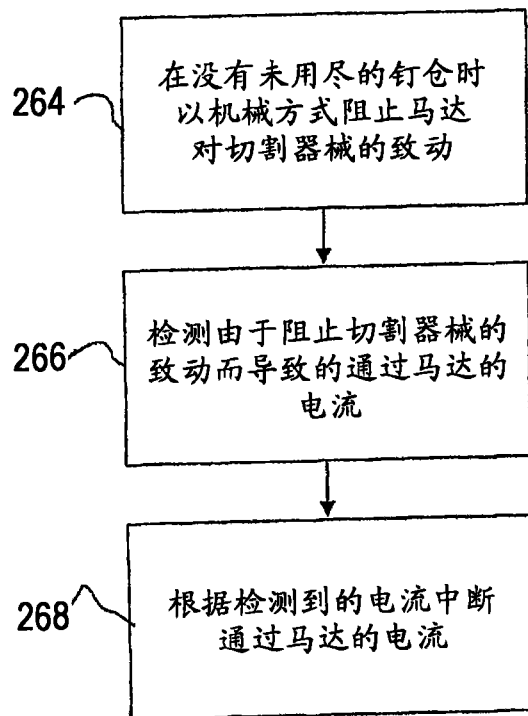 264
在没有未用尽的钉仓时
以机械方式阻止马达
对切割器械的致动
266
检测由于阻止切割器械的
致动而导致的通过马达的
电流
268
根据检测到的电流中断
通过马达的电流